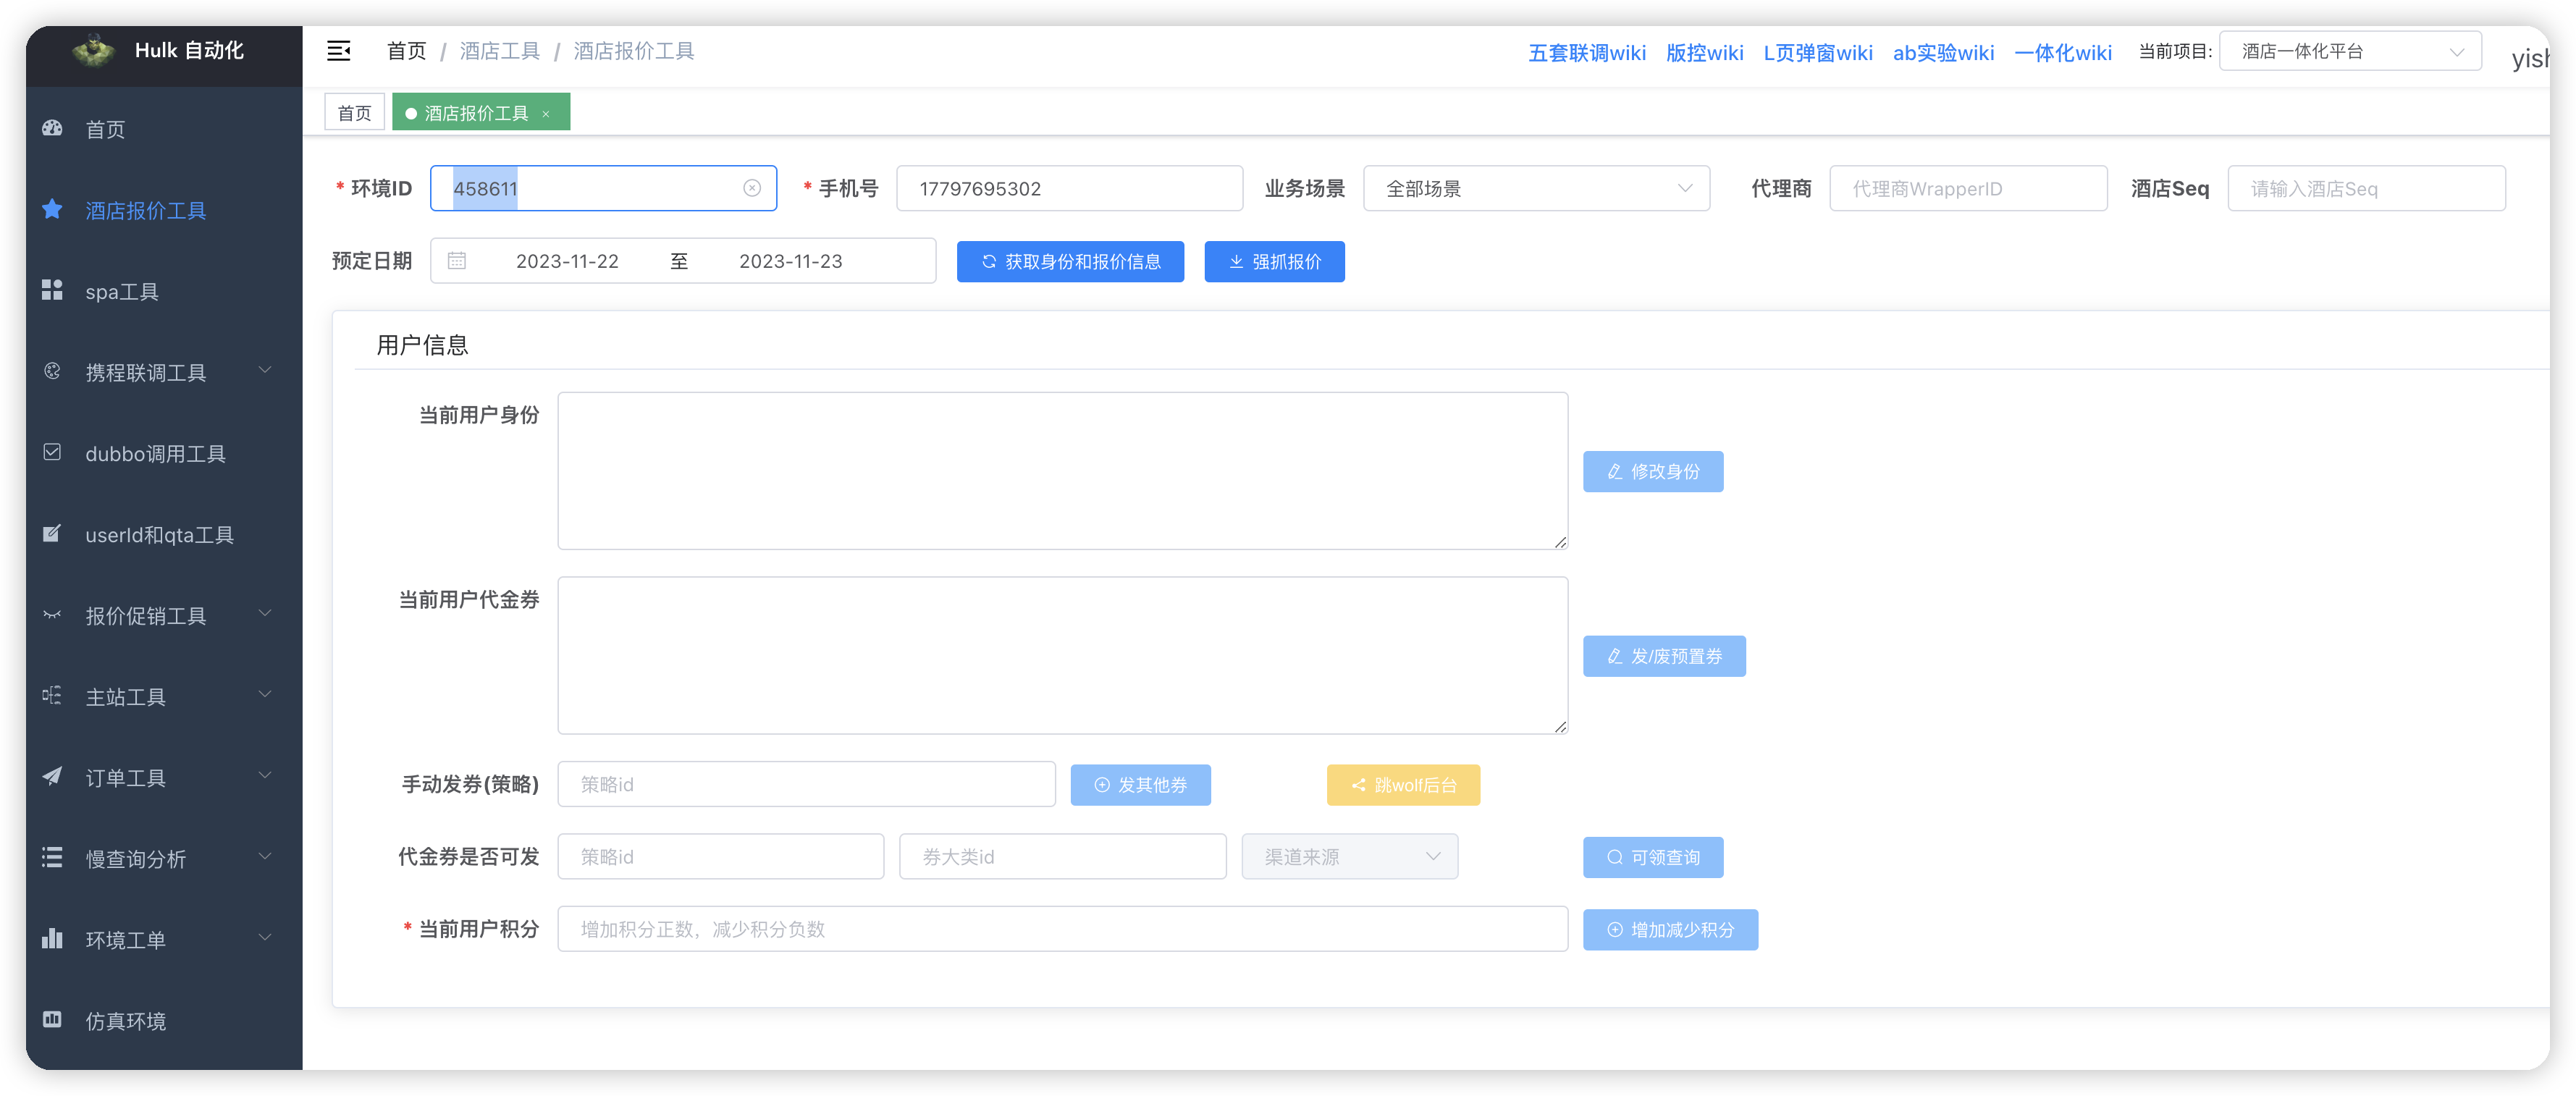 Hulk 自动化
首页 / 酒店工具 / 酒店报价工具
五套联调wiki 版控wiki L页弹窗wiki ab实验wiki 一体化wiki 当前项目: 酒店一体化平台
首页 酒店报价工具 ×
首页
酒店报价工具
spa工具
携程联调工具
dubbo调用工具
userId和qta工具
报价促销工具
主站工具
订单工具
慢查询分析
环境工单
仿真环境
* 环境ID 458611 * 手机号 17797695302 业务场景 全部场景 代理商 代理商WrapperID 酒店Seq 请输入酒店Seq
预定日期 2023-11-22 至 2023-11-23 获取身份和报价信息 强抓报价
用户信息
当前用户身份
修改身份
当前用户代金券
发/废预置券
手动发券(策略) 策略id 发其他券 跳wolf后台
代金券是否可发 策略id 券大类id 渠道来源 可领查询
* 当前用户积分 增加积分正数，减少积分负数 增加减少积分